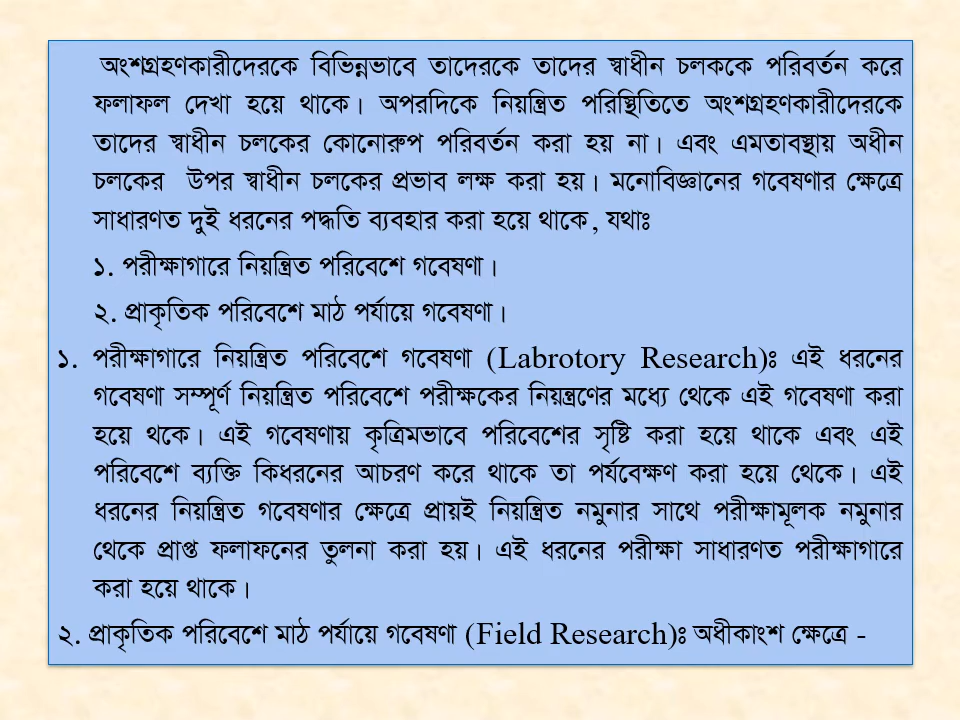 অংশগ্রহণকারীদেরকে বিভিন্নভাবে তাদেরকে তাদের স্বাধীন চলককে পরিবর্তন করে
ফলাফল দেখা হয়ে থাকে। অপরদিকে নিয়ন্ত্রিত পরিস্থিতিতে অংশগ্রহণকারীদেরকে
তাদের স্বাধীন চলকের কোনোরুপ পরিবর্তন করা হয় না। এবং এমতাবস্থায় অধীন
চলকের উপর স্বাধীন চলকের প্রভাব লক্ষ করা হয়। মনোবিজ্ঞানের গবেষণার ক্ষেত্রে
সাধারণত দুই ধরনের পদ্ধতি ব্যবহার করা হয়ে থাকে, যথাঃ
১. পরীক্ষাগারে নিয়ন্ত্রিত পরিবেশে গবেষণা।
২. প্রাকৃতিক পরিবেশে মাঠ পর্যায়ে গবেষণা।
১. পরীক্ষাগারে নিয়ন্ত্রিত পরিবেশে গবেষণা (Labrotory Research)ঃ এই ধরনের
গবেষণা সম্পূর্ণ নিয়ন্ত্রিত পরিবেশে পরীক্ষকের নিয়ন্ত্রণের মধ্যে থেকে এই গবেষণা করা
হয়ে থকে। এই গবেষণায় কৃত্রিমভাবে পরিবেশের সৃষ্টি করা হয়ে থাকে এবং এই
পরিবেশে ব্যক্তি কিধরনের আচরণ করে থাকে তা পর্যবেক্ষণ করা হয়ে থেকে। এই
ধরনের নিয়ন্ত্রিত গবেষণার ক্ষেত্রে প্রায়ই নিয়ন্ত্রিত নমুনার সাথে পরীক্ষামূলক নমুনার
থেকে প্রাপ্ত ফলাফনের তুলনা করা হয়। এই ধরনের পরীক্ষা সাধারণত পরীক্ষাগারে
করা হয়ে থাকে।
২. প্রাকৃতিক পরিবেশে মাঠ পর্যায়ে গবেষণা (Field Research)ঃ অধীকাংশ ক্ষেত্রে -